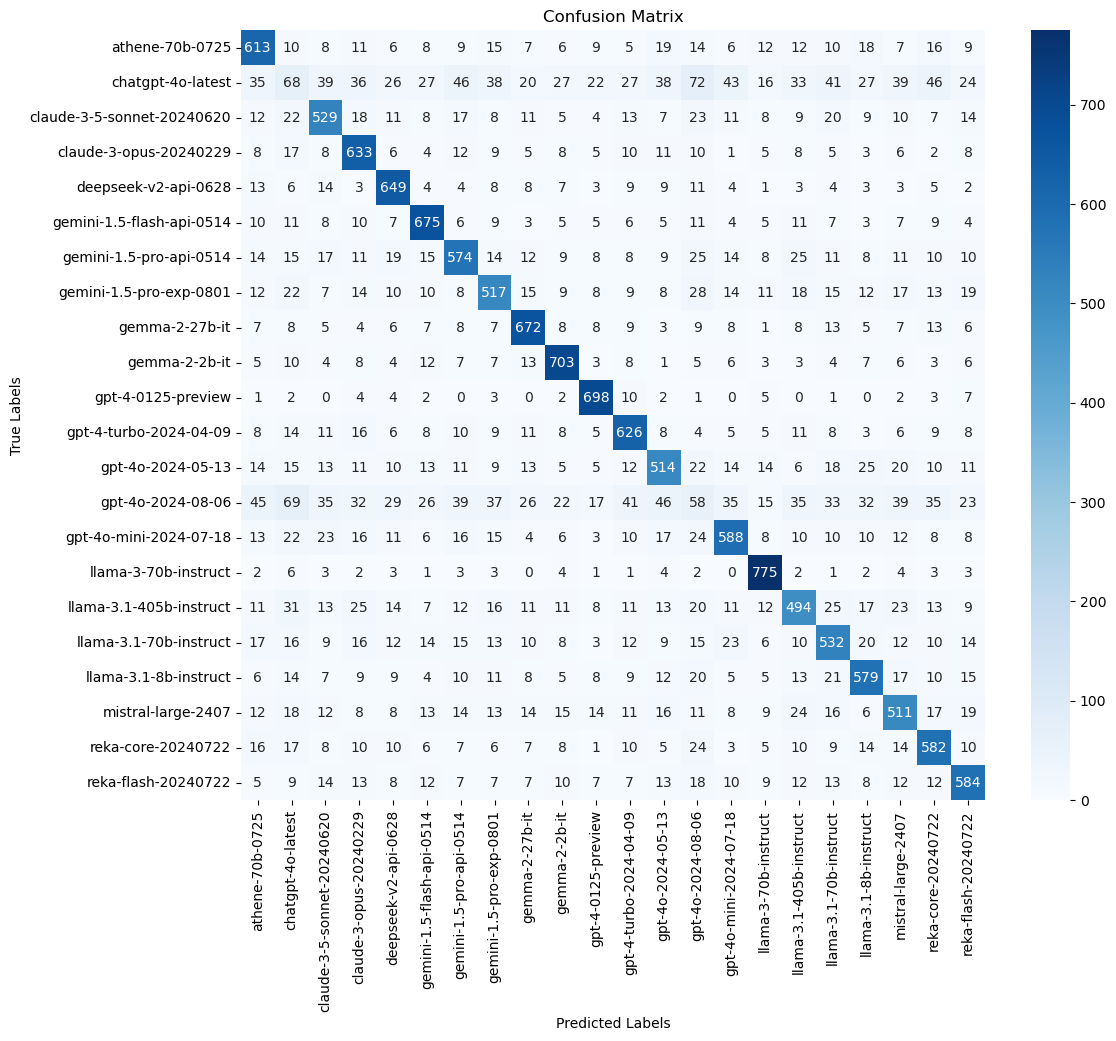 Confusion Matrix
True Labels
athene-70b-0725 613 10 8 11 6 8 9 15 7 6 9 5 19 14 6 12 12 10 18 7 16 9
chatgpt-4o-latest 35 68 39 36 26 27 46 38 20 27 22 27 38 72 43 16 33 41 27 39 46 24
claude-3-5-sonnet-20240620 12 22 529 18 11 8 17 8 11 5 4 13 7 23 11 8 9 20 9 10 7 14
claude-3-opus-20240229 8 17 8 633 6 4 12 9 5 8 5 10 11 10 1 5 8 5 3 6 2 8
deepseek-v2-api-0628 13 6 14 3 649 4 4 8 8 7 3 9 9 11 4 1 3 4 3 3 5 2
gemini-1.5-flash-api-0514 10 11 8 10 7 675 6 9 3 5 5 6 5 11 4 5 11 7 3 7 9 4
gemini-1.5-pro-api-0514 14 15 17 11 19 15 574 14 12 9 8 8 9 25 14 8 25 11 8 11 10 10
gemini-1.5-pro-exp-0801 12 22 7 14 10 10 8 517 15 9 8 9 8 28 14 11 18 15 12 17 13 19
gemma-2-27b-it 7 8 5 4 6 7 8 7 672 8 8 9 3 9 8 1 8 13 5 7 13 6
gemma-2-2b-it 5 10 4 8 4 12 7 7 13 703 3 8 1 5 6 3 3 4 7 6 3 6
gpt-4-0125-preview 1 2 0 4 4 2 0 3 0 2 698 10 2 1 0 5 0 1 0 2 3 7
gpt-4-turbo-2024-04-09 8 14 11 16 6 8 10 9 11 8 5 626 8 4 5 5 11 8 3 6 9 8
gpt-4o-2024-05-13 14 15 13 11 10 13 11 9 13 5 5 12 514 22 14 14 6 18 25 20 10 11
gpt-4o-2024-08-06 45 69 35 32 29 26 39 37 26 22 17 41 46 58 35 15 35 33 32 39 35 23
gpt-4o-mini-2024-07-18 13 22 23 16 11 6 16 15 4 6 3 10 17 24 588 8 10 10 10 12 8 8
llama-3-70b-instruct 2 6 3 2 3 1 3 3 0 4 1 1 4 2 0 775 2 1 2 4 3 3
llama-3.1-405b-instruct 11 31 13 25 14 7 12 16 11 11 8 11 13 20 11 12 494 25 17 23 13 9
llama-3.1-70b-instruct 17 16 9 16 12 14 15 13 10 8 3 12 9 15 23 6 10 532 20 12 10 14
llama-3.1-8b-instruct 6 14 7 9 9 4 10 11 8 5 8 9 12 20 5 5 13 21 579 17 10 15
mistral-large-2407 12 18 12 8 8 13 14 13 14 15 14 11 16 11 8 9 24 16 6 511 17 19
reka-core-20240722 16 17 8 10 10 6 7 6 7 8 1 10 5 24 3 5 10 9 14 14 582 10
reka-flash-20240722 5 9 14 13 8 12 7 7 7 10 7 7 13 18 10 9 12 13 8 12 12 584
athene-70b-0725
chatgpt-4o-latest
claude-3-5-sonnet-20240620
claude-3-opus-20240229
deepseek-v2-api-0628
gemini-1.5-flash-api-0514
gemini-1.5-pro-api-0514
gemini-1.5-pro-exp-0801
gemma-2-27b-it
gemma-2-2b-it
gpt-4-0125-preview
gpt-4-turbo-2024-04-09
gpt-4o-2024-05-13
gpt-4o-2024-08-06
gpt-4o-mini-2024-07-18
llama-3-70b-instruct
llama-3.1-405b-instruct
llama-3.1-70b-instruct
llama-3.1-8b-instruct
mistral-large-2407
reka-core-20240722
reka-flash-20240722
Predicted Labels
700
600
500
400
300
200
100
0